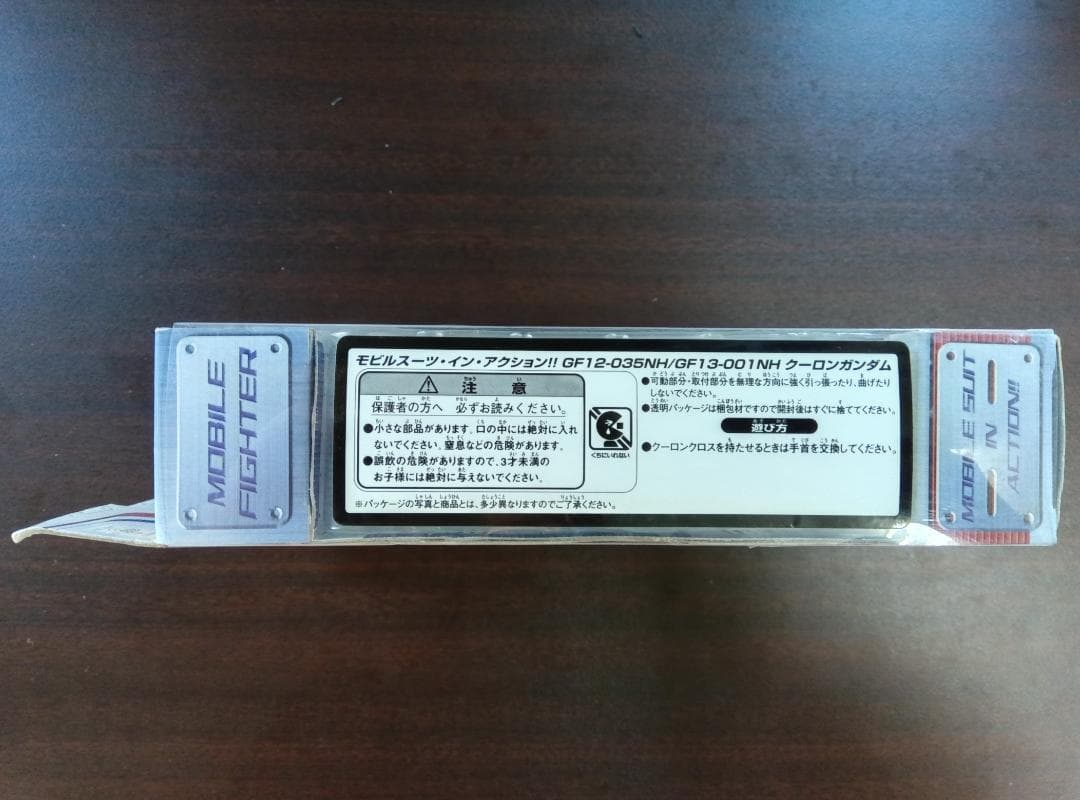 MOBILE
FIGHTER
モビルスーツ・イン・アクション!! GF12-035NH/GF13-001NH クーロンガンダム
注意
保護者の方へ 必ずお読みください。
●小さな部品があります。口の中には絶対に入れ
ないでください。窒息などの危険があります。
●誤飲の危険がありますので、3才未満の
お子様には絶対に与えないでください。
くちにいれない
※パッケージの写真と商品とは、多少異なりますのでご了承ください。
●可動部分・取付部分を無理な方向に強く引っ張ったり、曲げたり
しないでください。
●透明パッケージは梱包材ですので開封後はすぐに捨ててください。
遊び方
●クーロンクロスを持たせるときは手首を交換してください。
MOBILE SUIT
IN
ACTION!!